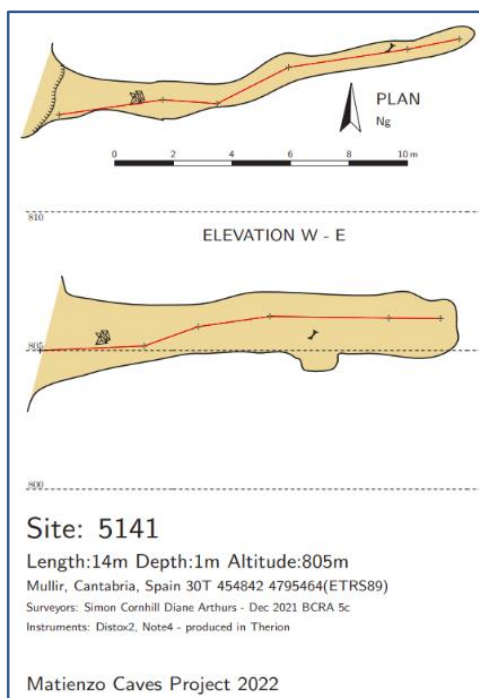 PLAN
Ng
0 2 4 6 8 10 m
810
ELEVATION W - E
805
800
Site: 5141
Length:14m Depth:1m Altitude:805m
Mullir, Cantabria, Spain 30T 454842 4795464(ETRS89)
Surveyors: Simon Cornhill Diane Arthurs - Dec 2021 BCRA 5c
Instruments: Distox2, Note4 - produced in Therion
Matienzo Caves Project 2022